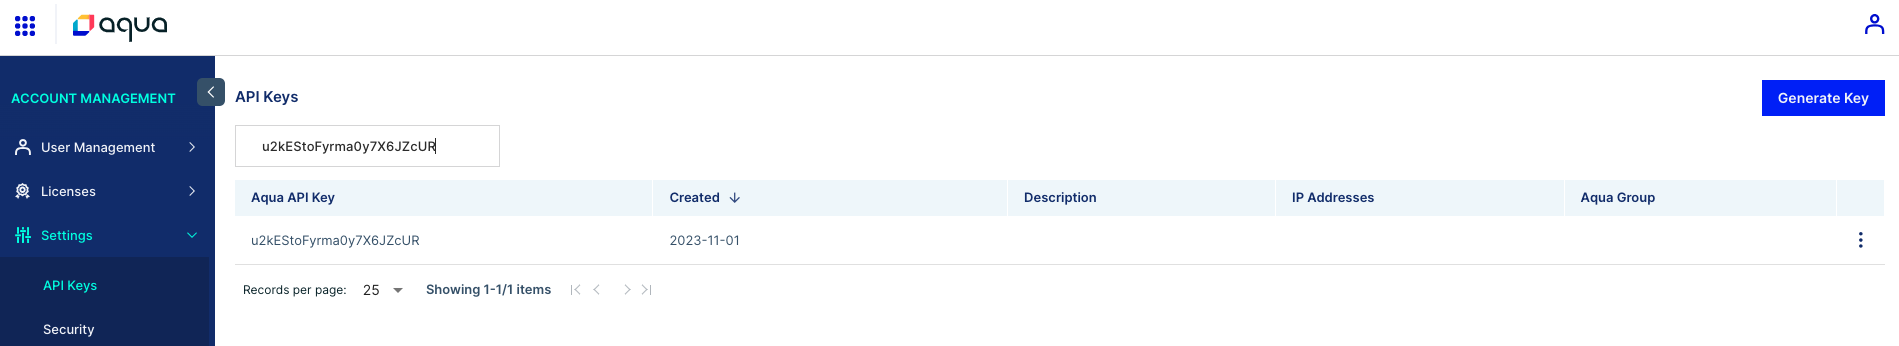 aqua
ACCOUNT MANAGEMENT
User Management
Licenses
Settings
API Keys
Security
API Keys
Generate Key
u2kEStoFyrma0y7X6JZcUR
Aqua API Key Created Description IP Addresses Aqua Group
u2kEStoFyrma0y7X6JZcUR 2023-11-01
Records per page: 25 Showing 1-1/1 items